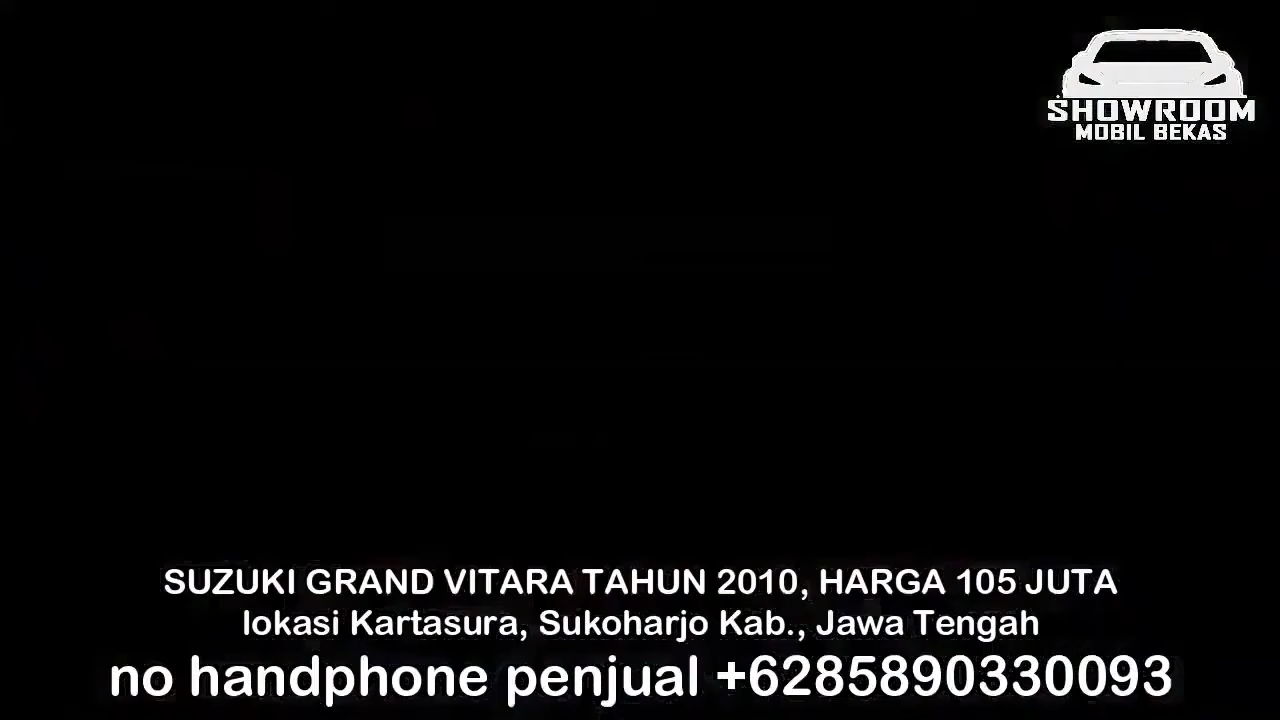 SHOWROOM
MOBIL BEKAS
SUZUKI GRAND VITARA TAHUN 2010, HARGA 105 JUTA
lokasi Kartasura, Sukoharjo Kab., Jawa Tengah
no handphone penjual +6285890330093